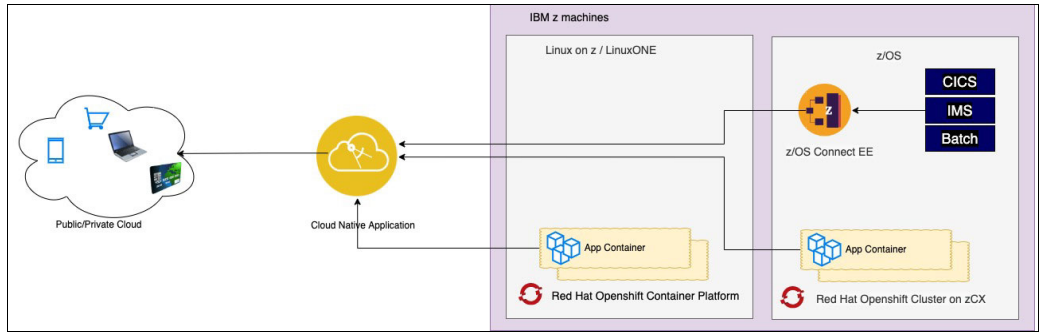 IBM z machines
Linux on z / LinuxONE
z/OS
CICS
IMS
Batch
z
z/OS Connect EE
Public/Private Cloud
Cloud Native Application
App Container
App Container
Red Hat Openshift Container Platform
Red Hat Openshift Cluster on zCX